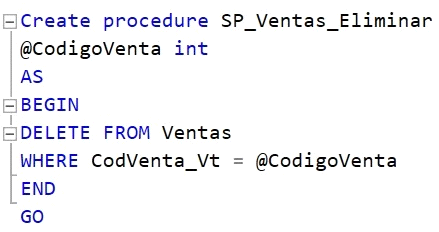 Create procedure SP_Ventas_Eliminar
@CodigoVenta int
AS
BEGIN
DELETE FROM Ventas
WHERE CodVenta_Vt = @CodigoVenta
END
GO